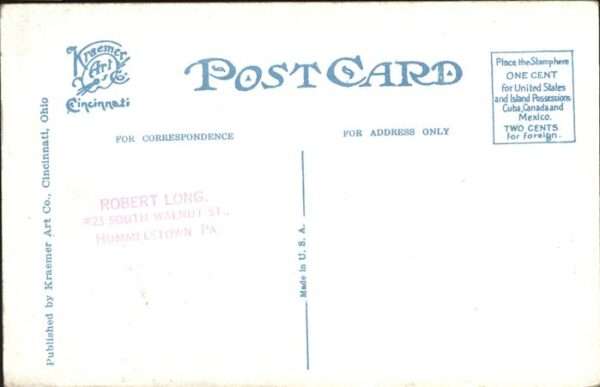 Kraemer
Art
Co.
Cincinnati
POST CARD
Place the Stamp here
ONE CENT
for United States
and Island Possessions
Cuba, Canada and
Mexico.
TWO CENTS
for foreign.
FOR CORRESPONDENCE
FOR ADDRESS ONLY
ROBERT LONG.
#23 SOUTH WALNUT ST.,
HUMMELSTOWN PA
Made in U. S. A.
Published by Kraemer Art Co., Cincinnati, Ohio